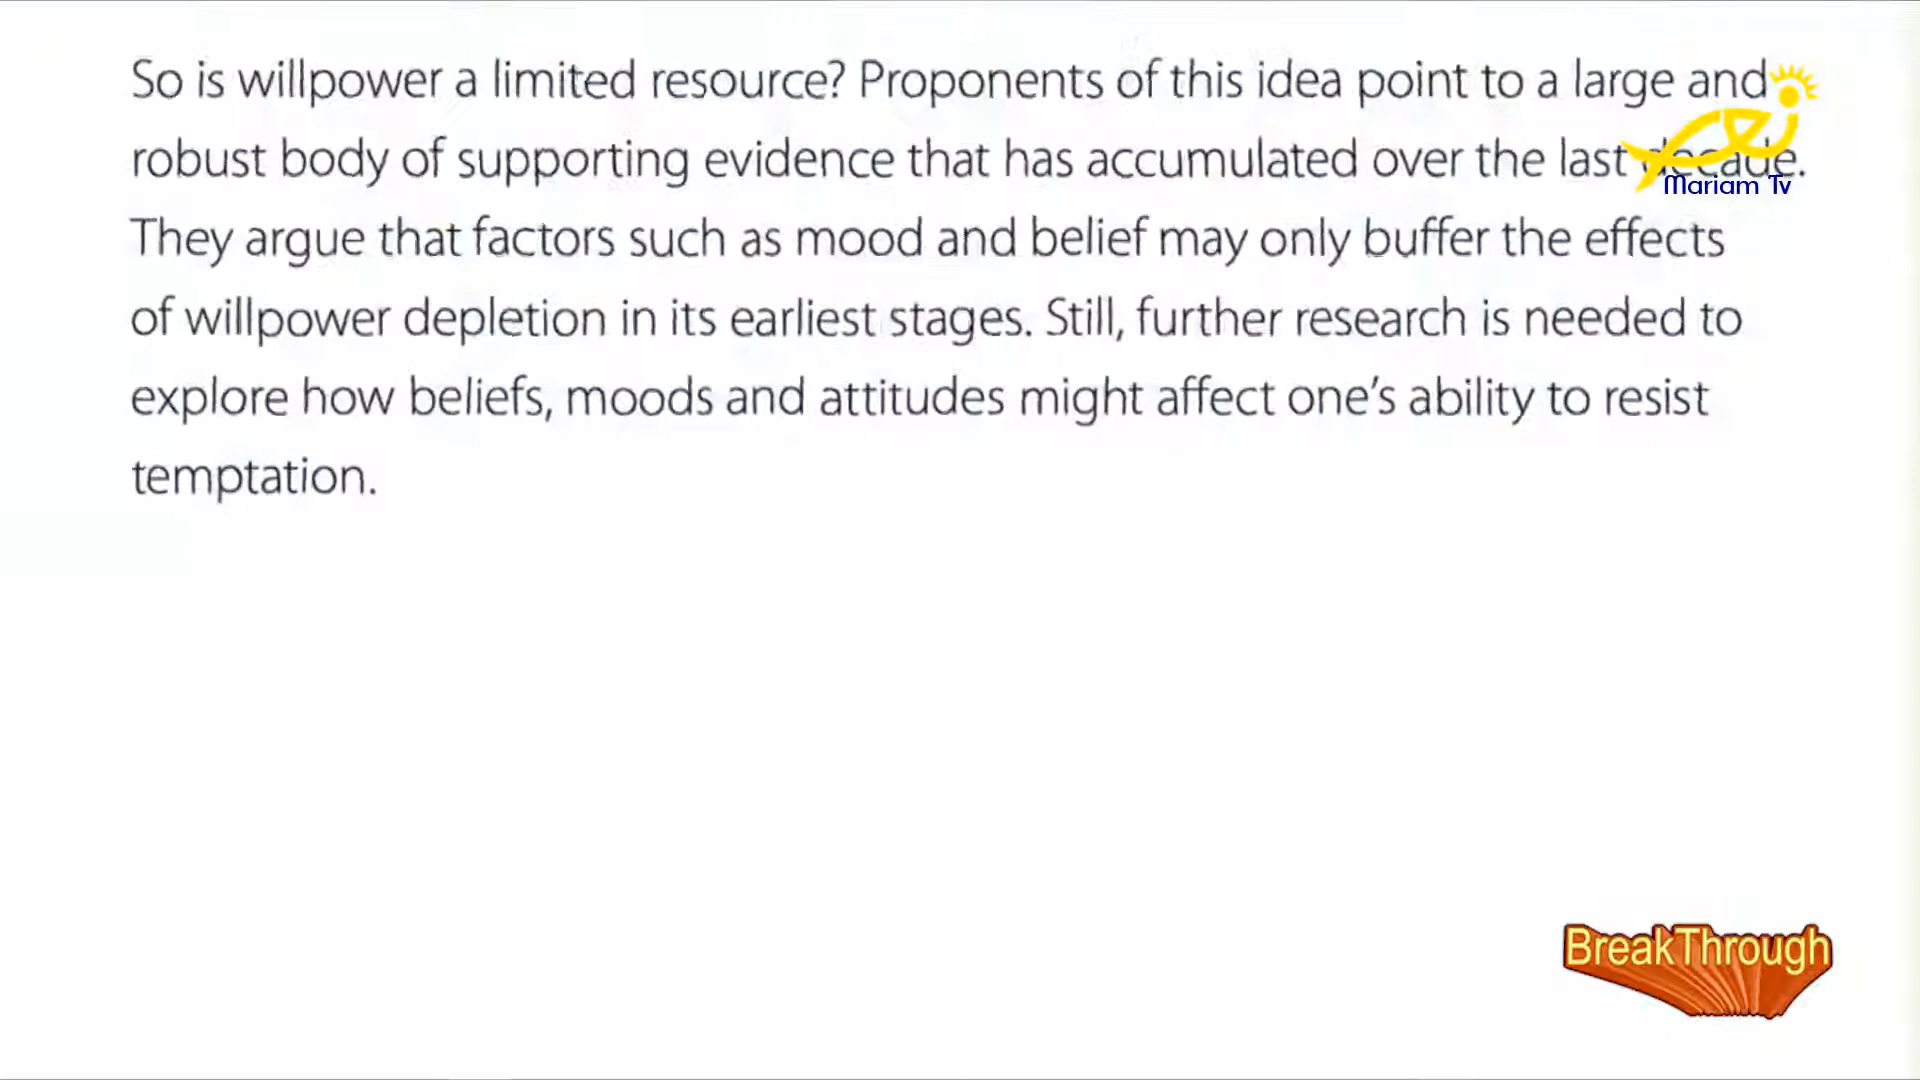 So is willpower a limited resource? Proponents of this idea point to a large and
robust body of supporting evidence that has accumulated over the last decade.
Mariam Tv
They argue that factors such as mood and belief may only buffer the effects
of willpower depletion in its earliest stages. Still, further research is needed to
explore how beliefs, moods and attitudes might affect one's ability to resist
temptation.
BreakThrough